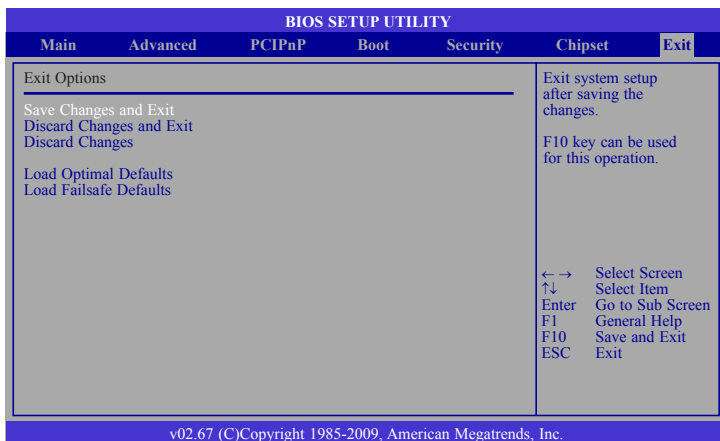 BIOS SETUP UTILITY
Main Advanced PCIPnP Boot Security Chipset Exit
Exit Options
Save Changes and Exit
Discard Changes and Exit
Discard Changes
Load Optimal Defaults
Load Failsafe Defaults
Exit system setup
after saving the
changes.
F10 key can be used
for this operation.
← → Select Screen
↑↓ Select Item
Enter Go to Sub Screen
F1 General Help
F10 Save and Exit
ESC Exit
v02.67 (C)Copyright 1985-2009, American Megatrends, Inc.